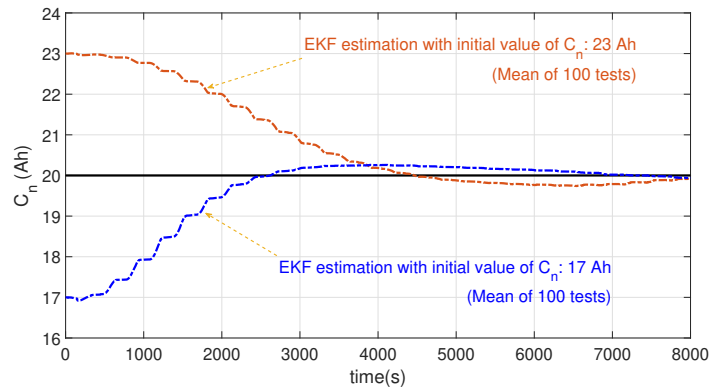 24
23
22
21
20
19
18
17
16
C_n (Ah)
EKF estimation with initial value of C_n: 23 Ah
(Mean of 100 tests)
EKF estimation with initial value of C_n: 17 Ah
(Mean of 100 tests)
0 1000 2000 3000 4000 5000 6000 7000 8000
time(s)